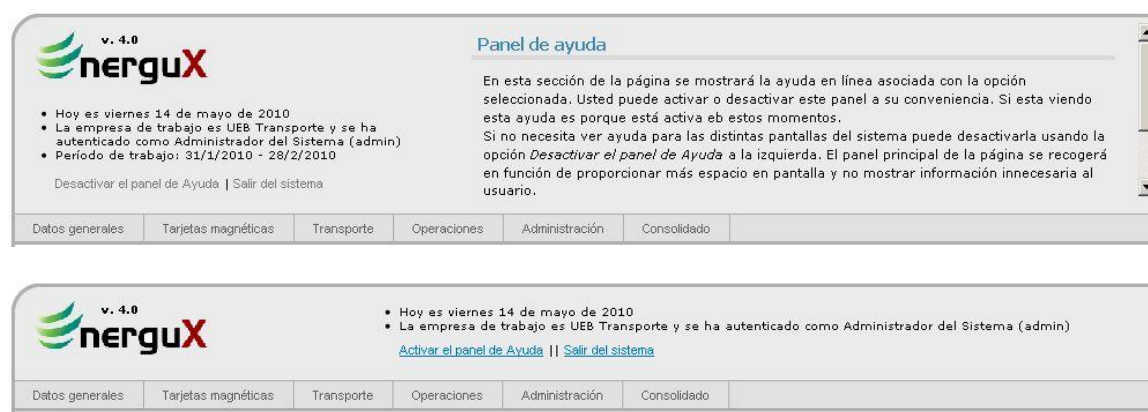 v. 4.0
EnerguX
• Hoy es viernes 14 de mayo de 2010
• La empresa de trabajo es UEB Transporte y se ha
autenticado como Administrador del Sistema (admin)
• Período de trabajo: 31/1/2010 - 28/2/2010
Desactivar el panel de Ayuda | Salir del sistema
Panel de ayuda
En esta sección de la página se mostrará la ayuda en línea asociada con la opción
seleccionada. Usted puede activar o desactivar este panel a su conveniencia. Si esta viendo
esta ayuda es porque está activa eb estos momentos.
Si no necesita ver ayuda para las distintas pantallas del sistema puede desactivarla usando la
opción Desactivar el panel de Ayuda a la izquierda. El panel principal de la página se recogerá
en función de proporcionar más espacio en pantalla y no mostrar información innecesaria al
usuario.
Datos generales Tarjetas magnéticas Transporte Operaciones Administración Consolidado
v. 4.0
EnerguX
• Hoy es viernes 14 de mayo de 2010
• La empresa de trabajo es UEB Transporte y se ha autenticado como Administrador del Sistema (admin)
Activar el panel de Ayuda || Salir del sistema
Datos generales Tarjetas magnéticas Transporte Operaciones Administración Consolidado